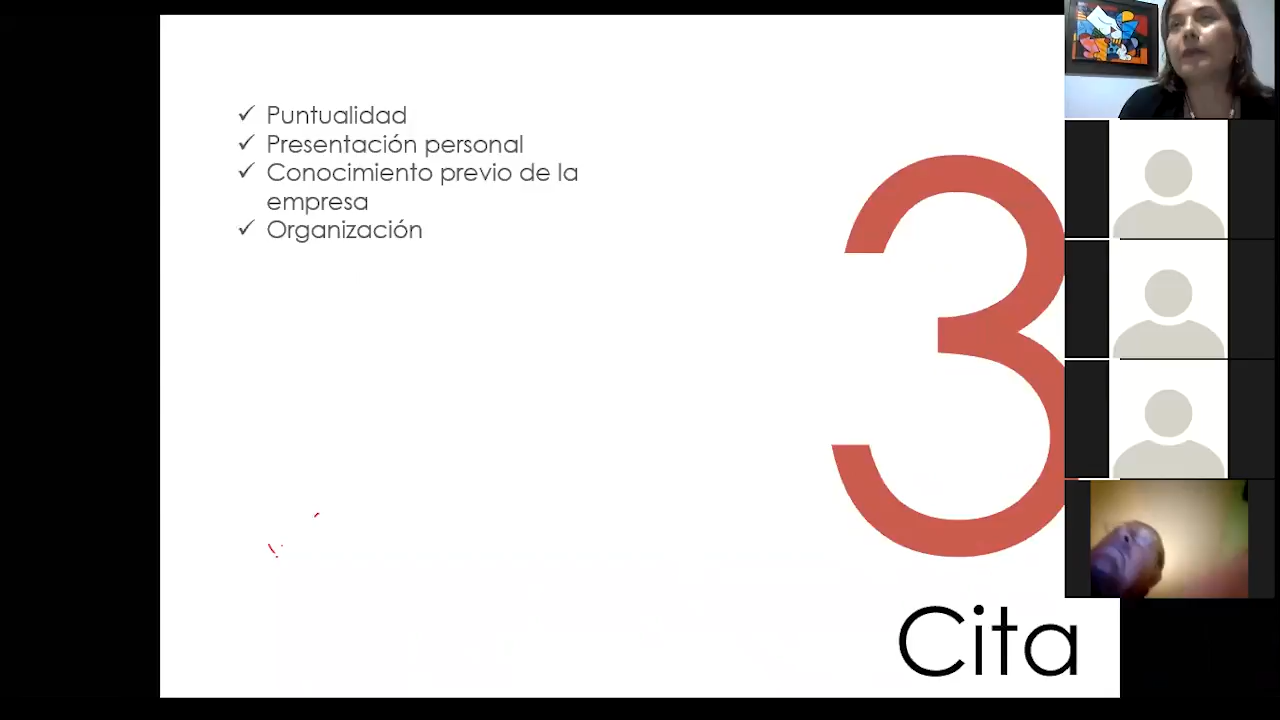 ✓ Puntualidad
✓ Presentación personal
✓ Conocimiento previo de la
empresa
✓ Organización
3
Cita